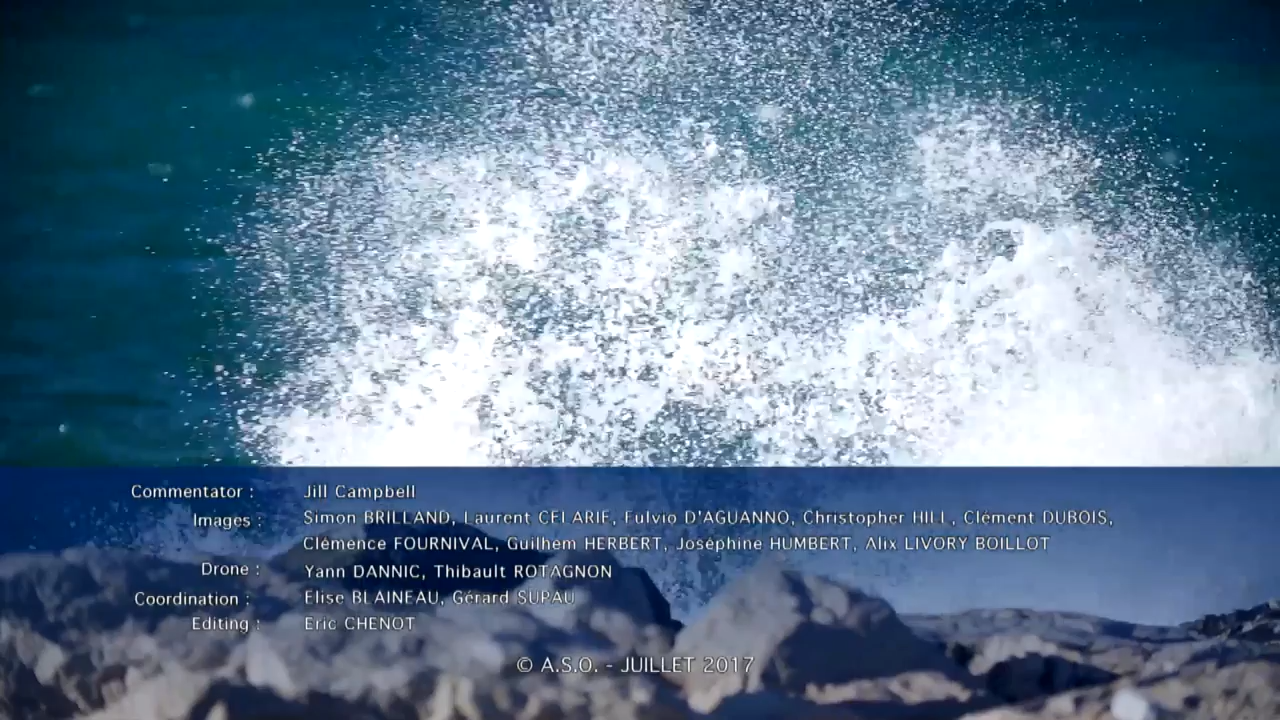 Commentator : Jill Campbell
Images : Simon BRILLAND, Laurent CELARIE, Fulvio D'AGUANNO, Christopher HILL, Clément DUBOIS,
Clémence FOURNIVAL, Guilhem HERBERT, Joséphine HUMBERT, Alix LIVORY BOILLOT
Drone : Yann DANNIC, Thibault ROTAGNON
Coordination : Elise BLAINEAU, Gérard SUPAU
Editing : Eric CHENOT
© A.S.O. - JUILLET 2017